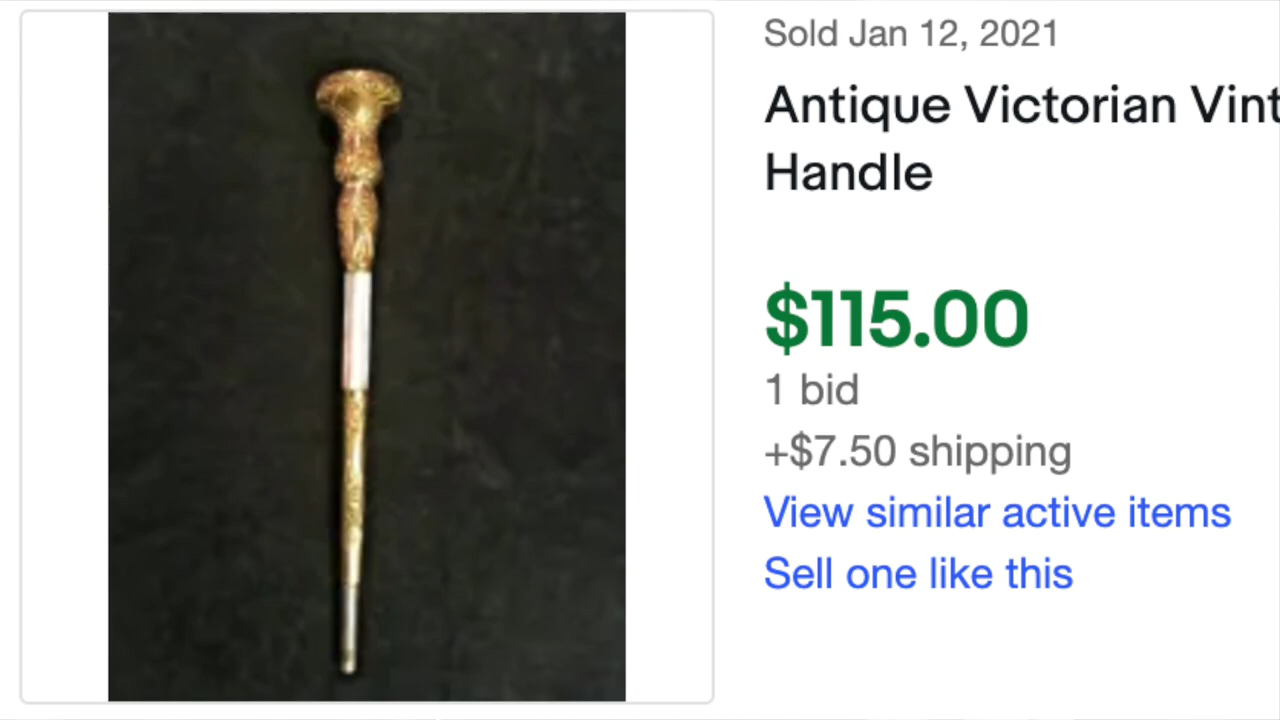 Sold Jan 12, 2021
Antique Victorian Vint
Handle
$115.00
1 bid
+$7.50 shipping
View similar active items
Sell one like this